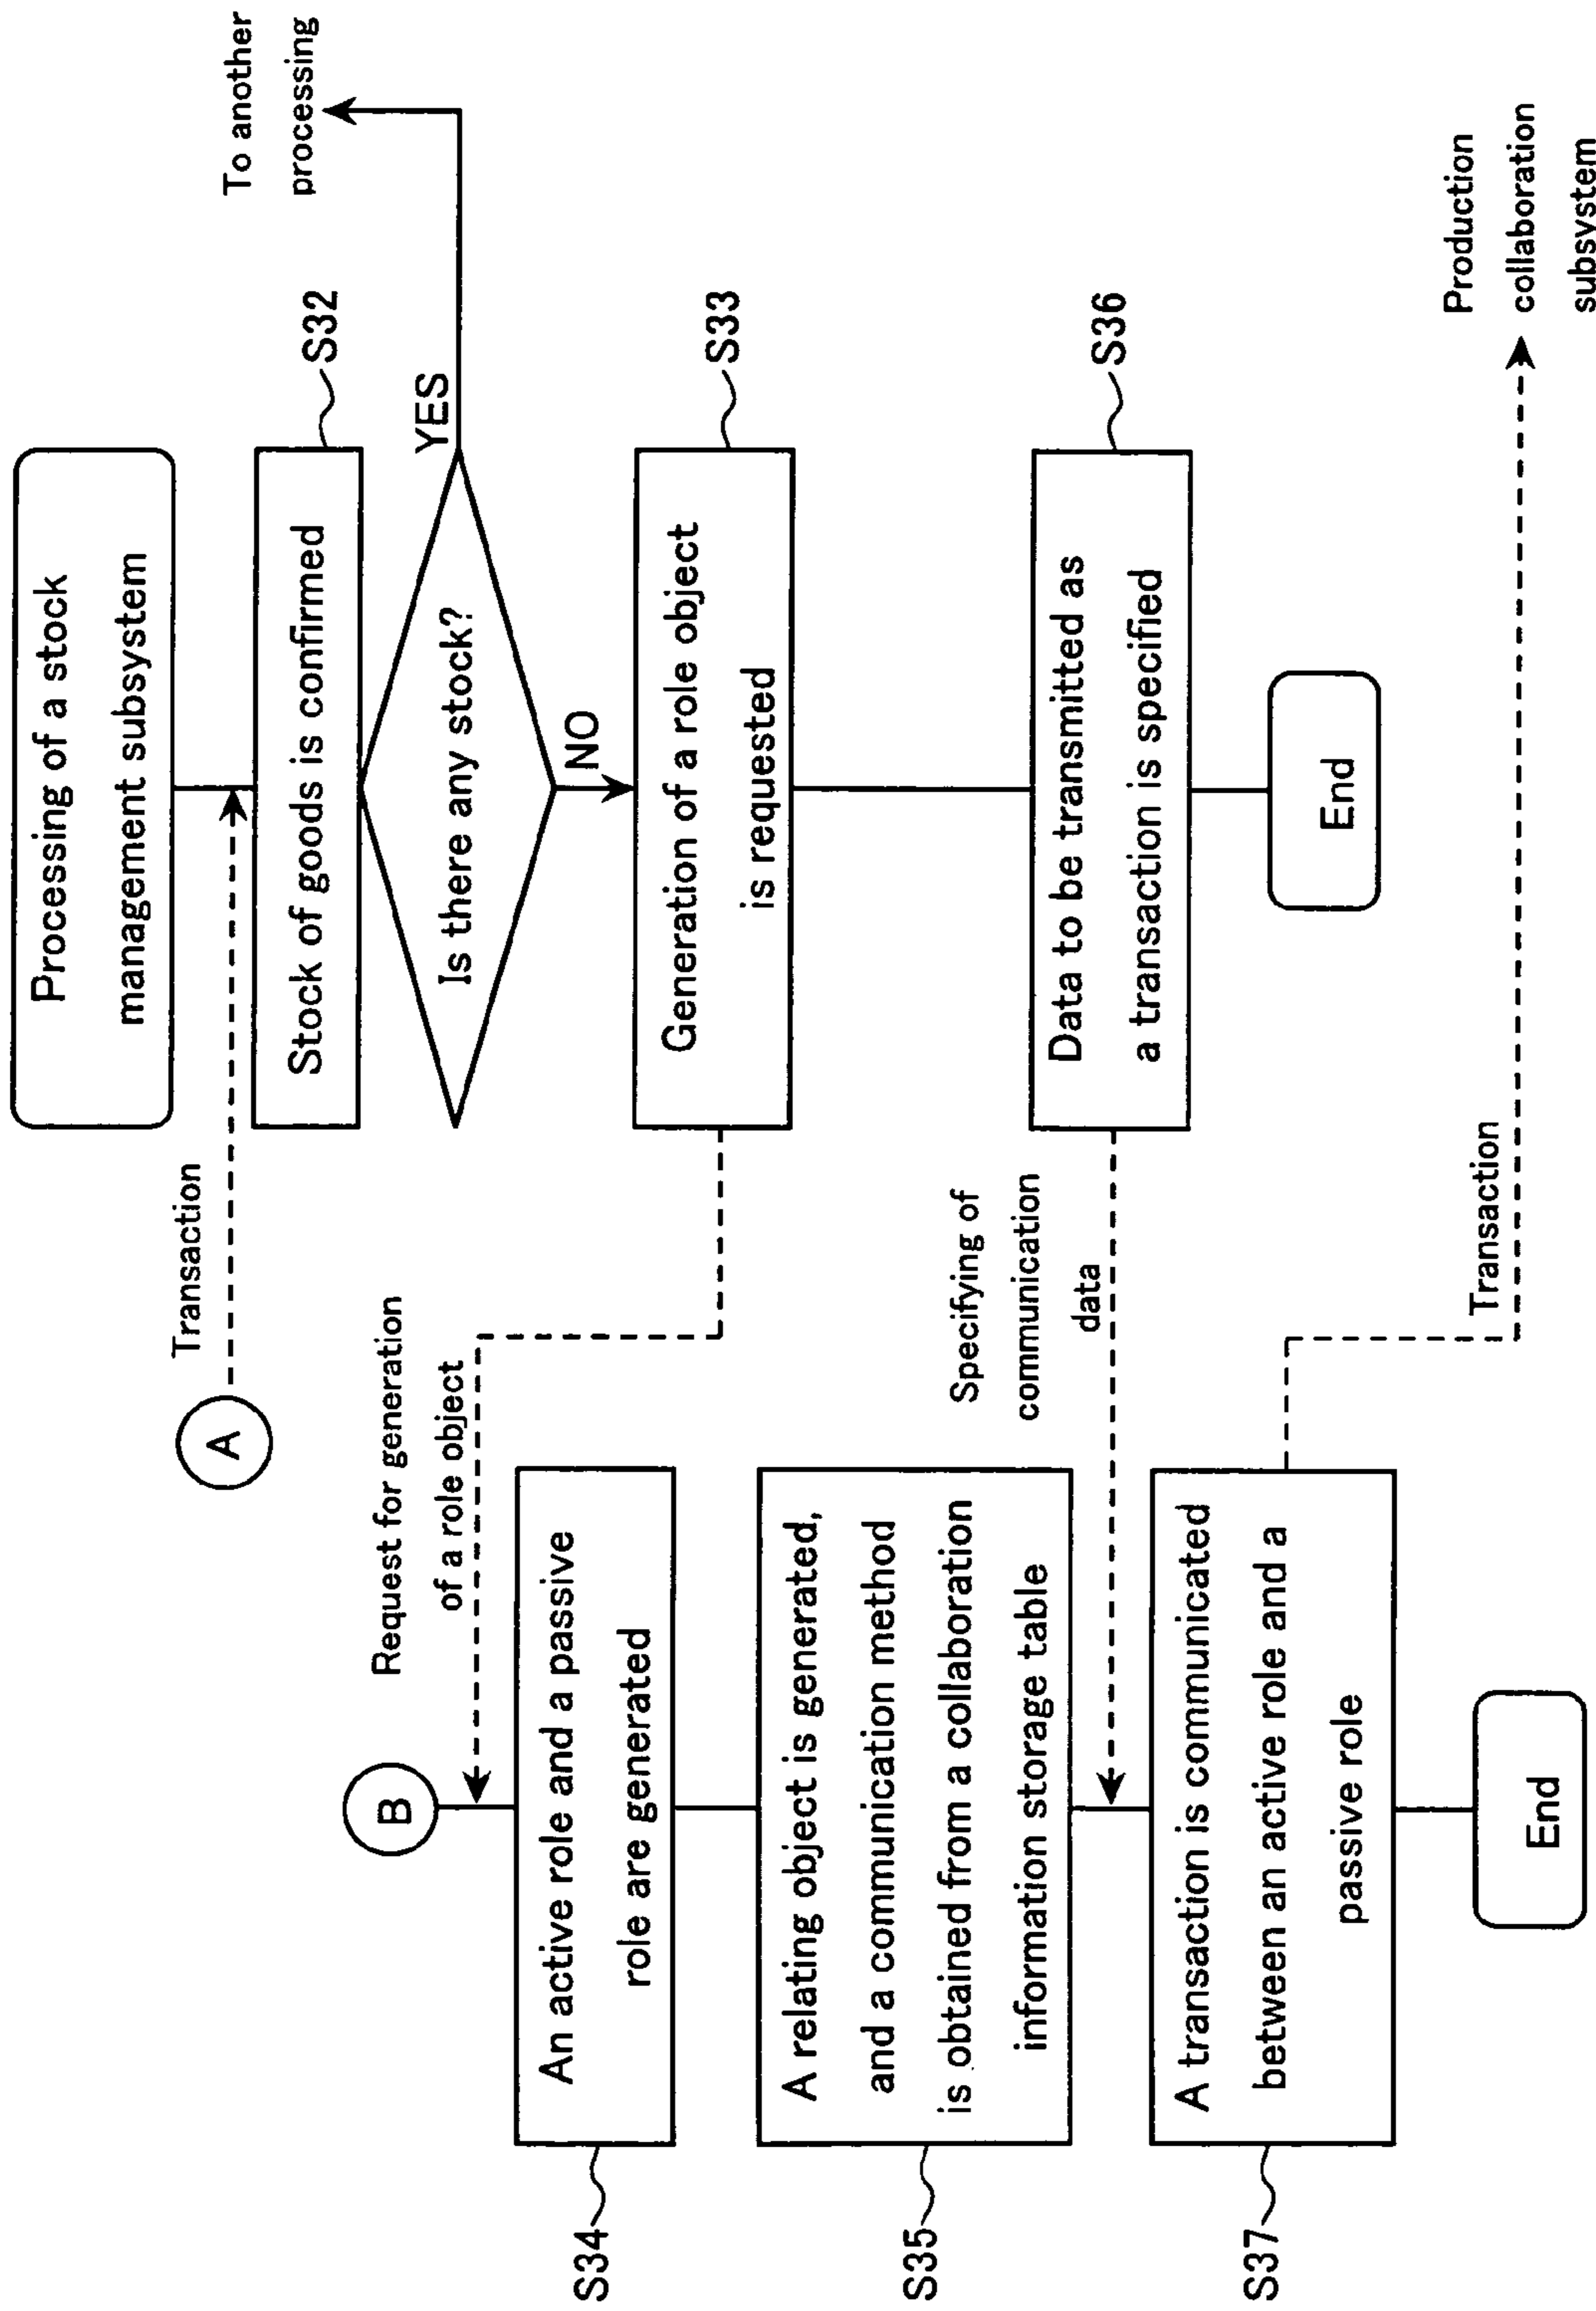 Processing of a stock
management subsystem
A
Transaction
Stock of goods is confirmed
S32
Is there any stock?
YES
To another
processing
NO
Generation of a role object
is requested
S33
Request for generation
of a role object
B
An active role and a passive
role are generated
S34
A relating object is generated,
and a communication method
is obtained from a collaboration
information storage table
S35
Data to be transmitted as
a transaction is specified
S36
Specifying of
communication
data
End
A transaction is communicated
between an active role and a
passive role
S37
Transaction
Production
collaboration
subsystem
End